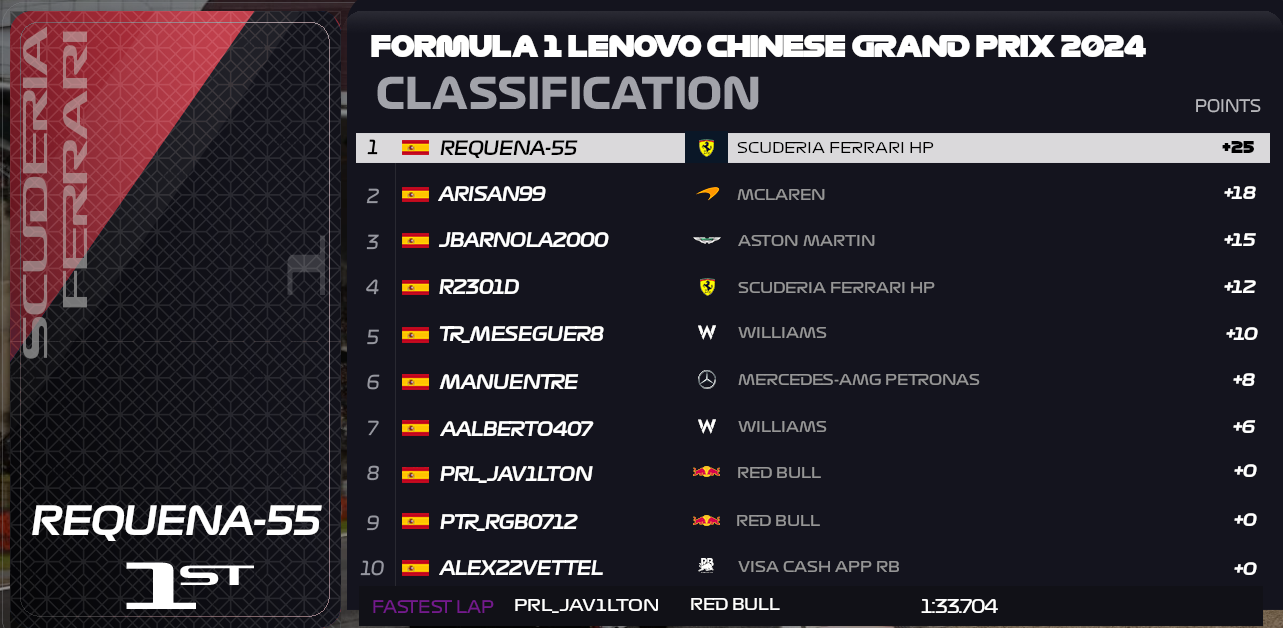 SCUDERIA
FERRARI
1
REQUENA-55
1ST
FORMULA 1 LENOVO CHINESE GRAND PRIX 2024
CLASSIFICATION
POINTS
1 REQUENA-55 SCUDERIA FERRARI HP +25
2 ARISAN99 MCLAREN +18
3 JBARNOLA2000 ASTON MARTIN +15
4 R2301D SCUDERIA FERRARI HP +12
5 TR_MESEGUER8 WILLIAMS +10
6 MANUENTRE MERCEDES-AMG PETRONAS +8
7 AALBERTO407 WILLIAMS +6
8 PRL_JAV1LTON RED BULL +0
9 PTR_RGB0712 RED BULL +0
10 ALEX22VETTEL VISA CASH APP RB +0
FASTEST LAP PRL_JAV1LTON RED BULL 1:33.704